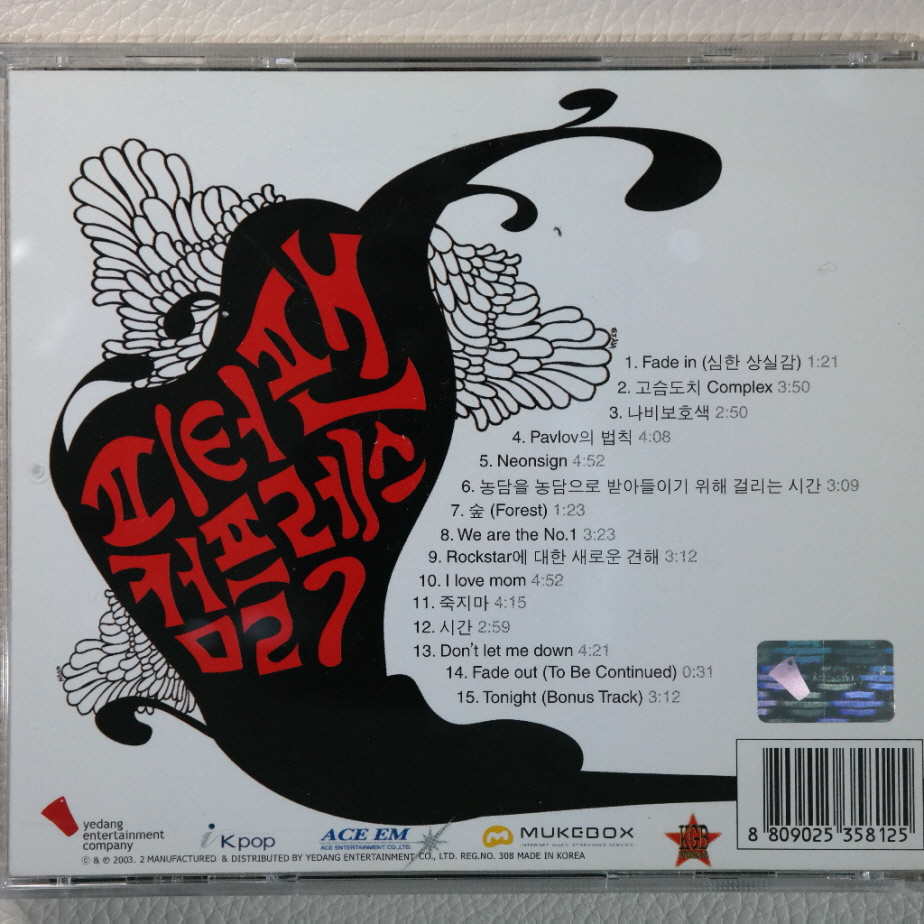 피터팬
컴플렉스
1. Fade in (심한 상실감) 1:21
2. 고슴도치 Complex 3:50
3. 나비보호색 2:50
4. Pavlov의 법칙 4:08
5. Neonsign 4:52
6. 농담을 농담으로 받아들이기 위해 걸리는 시간 3:09
7. 숲 (Forest) 1:23
8. We are the No.1 3:23
9. Rockstar에 대한 새로운 견해 3:12
10. I love mom 4:52
11. 죽지마 4:15
12. 시간 2:59
13. Don't let me down 4:21
14. Fade out (To Be Continued) 0:31
15. Tonight (Bonus Track) 3:12
yedang
entertainment
company
i Kpop
ACE EM
ACE ENTERTAINMENT CO.,LTD.
MUKEBOX
KGB
© & ℗ 2003. 2 MANUFACTURED & DISTRIBUTED BY YEDANG ENTERTAINMENT CO., LTD. REG.NO. 308 MADE IN KOREA
8 809025 358125